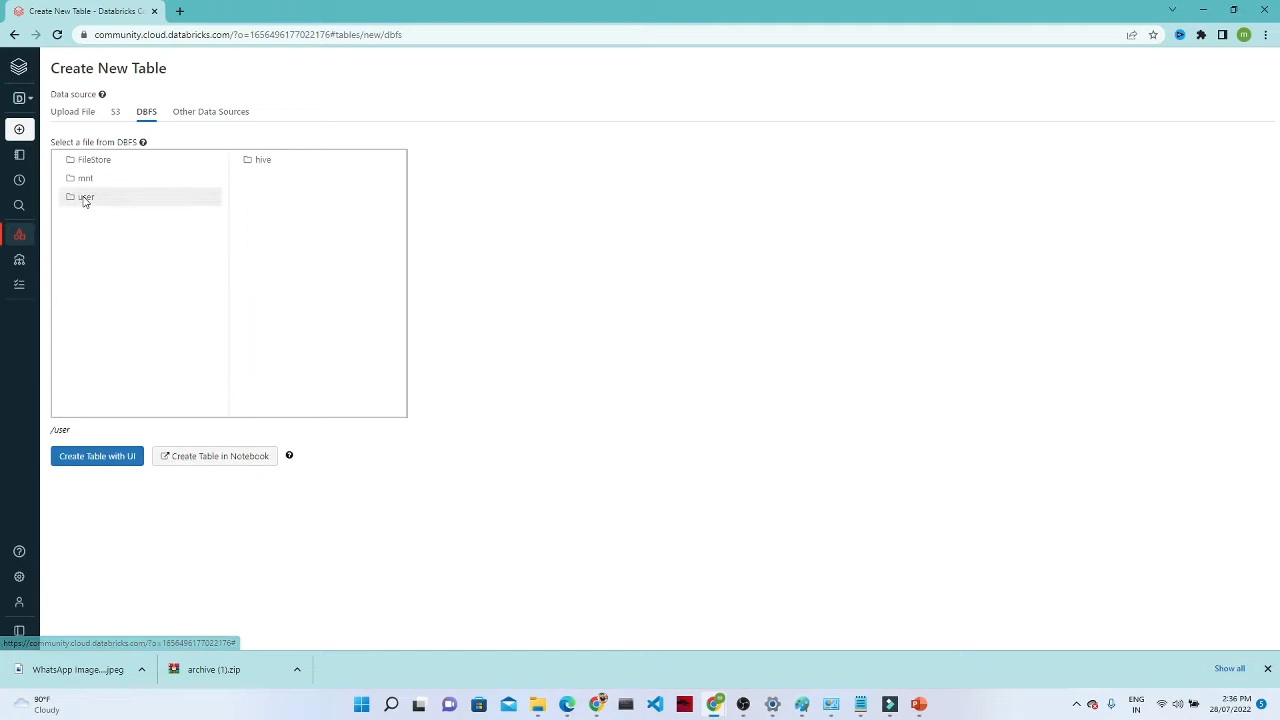 Create New Table - Databricks C
community.cloud.databricks.com/?o=1656496177022176#tables/new/dbfs
m
D
Create New Table
Data source
Upload File S3 DBFS Other Data Sources
Select a file from DBFS
FileStore
mnt
user
hive
/user
Create Table with UI
Create Table in Notebook
https://community.cloud.databricks.com/?o=1656496177022176#
WhatsApp Image....jpeg
archive (1).zip
Show all
90°F
Cloudy
ENG
IN
2:36 PM
28/07/2022